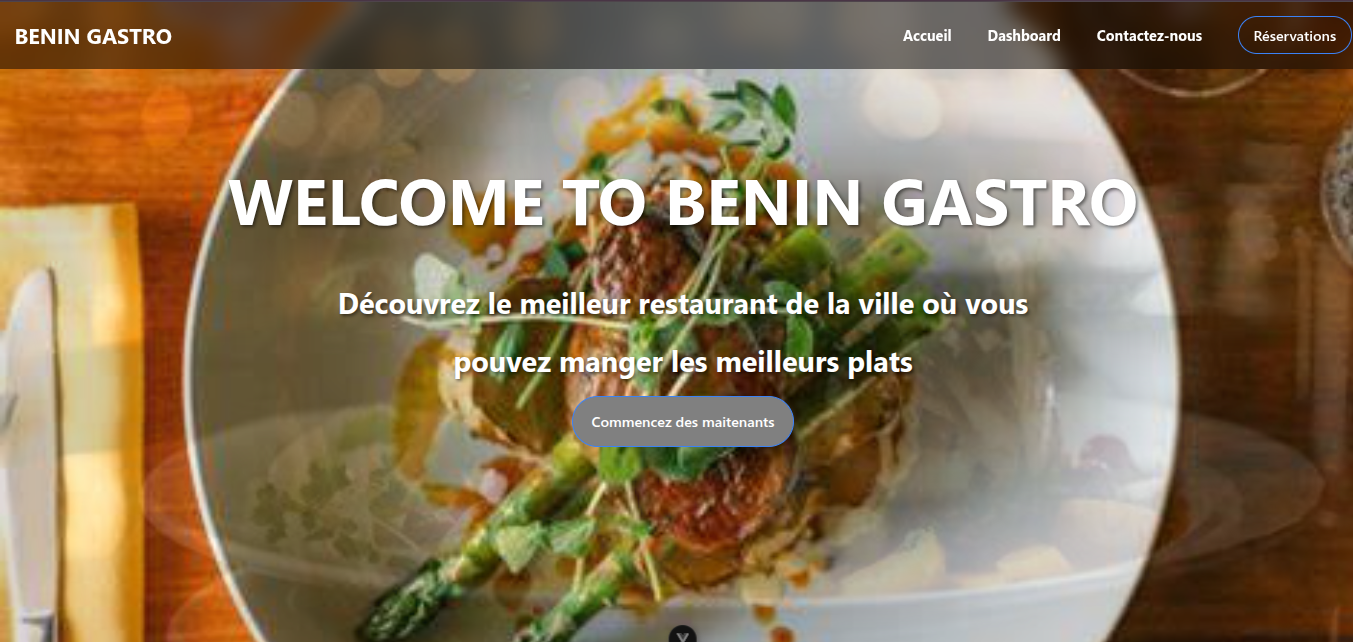 BENIN GASTRO
Accueil Dashboard Contactez-nous Réservations
WELCOME TO BENIN GASTRO
Découvrez le meilleur restaurant de la ville où vous
pouvez manger les meilleurs plats
Commencez des maitenants